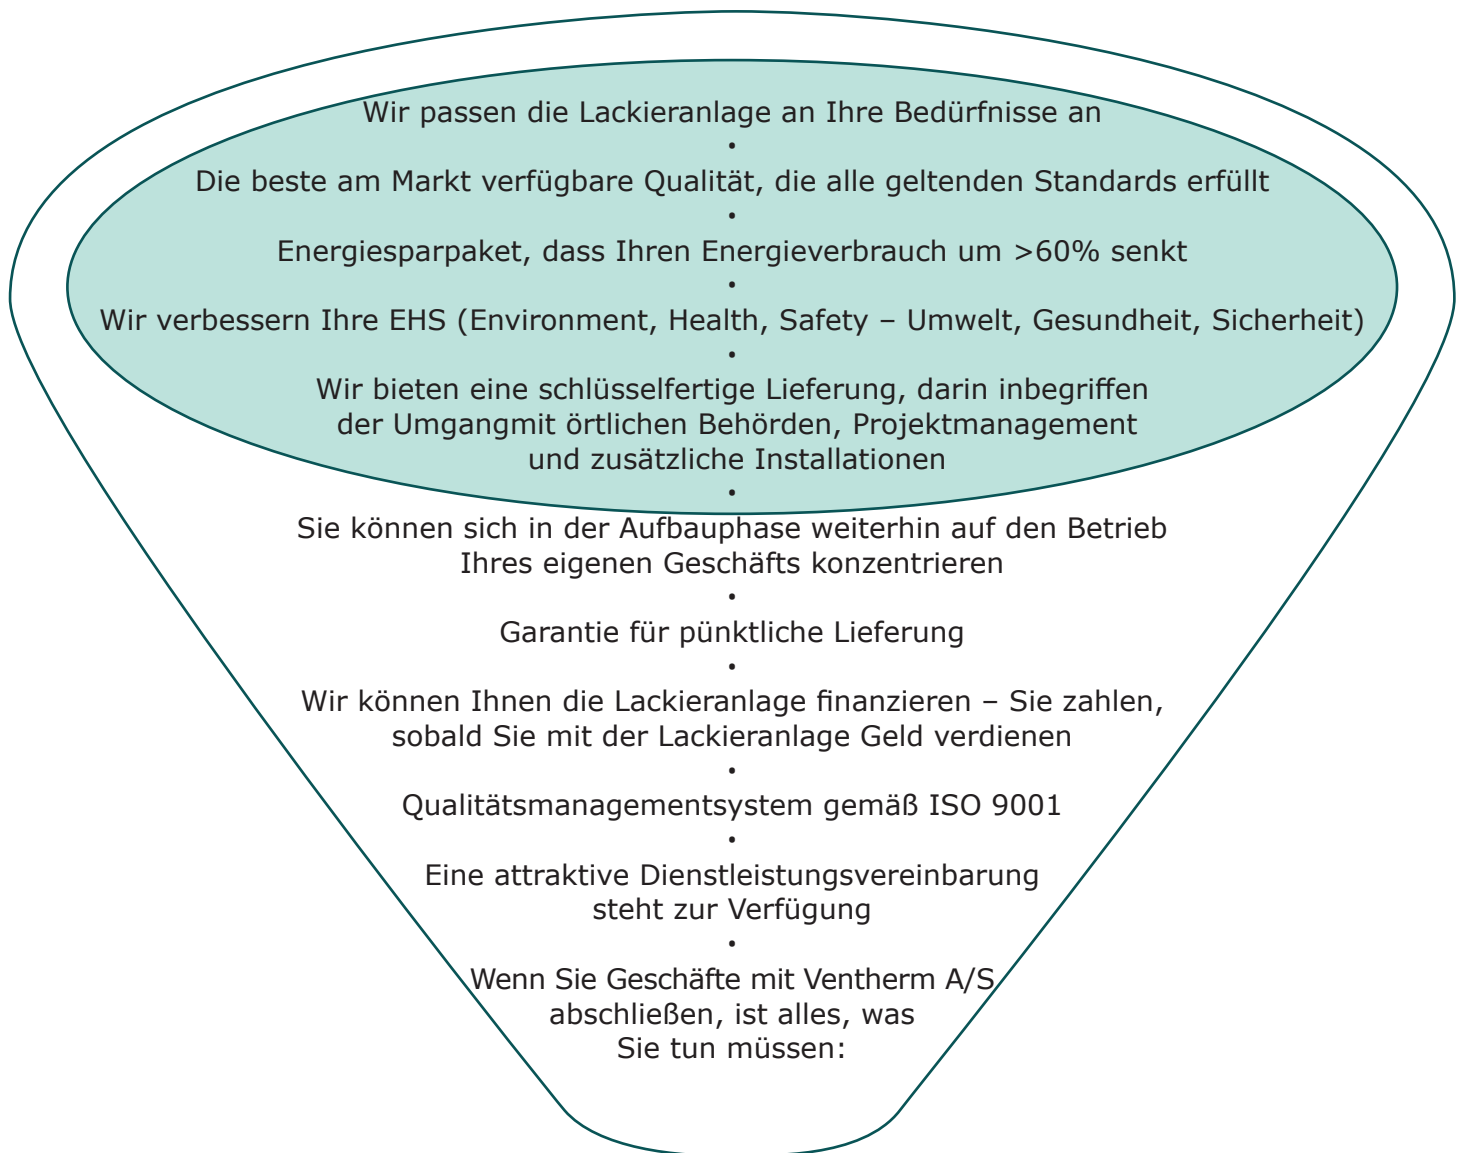 Wir passen die Lackieranlage an Ihre Bedürfnisse an
•
Die beste am Markt verfügbare Qualität, die alle geltenden Standards erfüllt
•
Energiesparpaket, dass Ihren Energieverbrauch um >60% senkt
•
Wir verbessern Ihre EHS (Environment, Health, Safety – Umwelt, Gesundheit, Sicherheit)
•
Wir bieten eine schlüsselfertige Lieferung, darin inbegriffen
der Umgangmit örtlichen Behörden, Projektmanagement
und zusätzliche Installationen
•
Sie können sich in der Aufbauphase weiterhin auf den Betrieb
Ihres eigenen Geschäfts konzentrieren
•
Garantie für pünktliche Lieferung
•
Wir können Ihnen die Lackieranlage finanzieren – Sie zahlen,
sobald Sie mit der Lackieranlage Geld verdienen
•
Qualitätsmanagementsystem gemäß ISO 9001
•
Eine attraktive Dienstleistungsvereinbarung
steht zur Verfügung
•
Wenn Sie Geschäfte mit Ventherm A/S
abschließen, ist alles, was
Sie tun müssen: